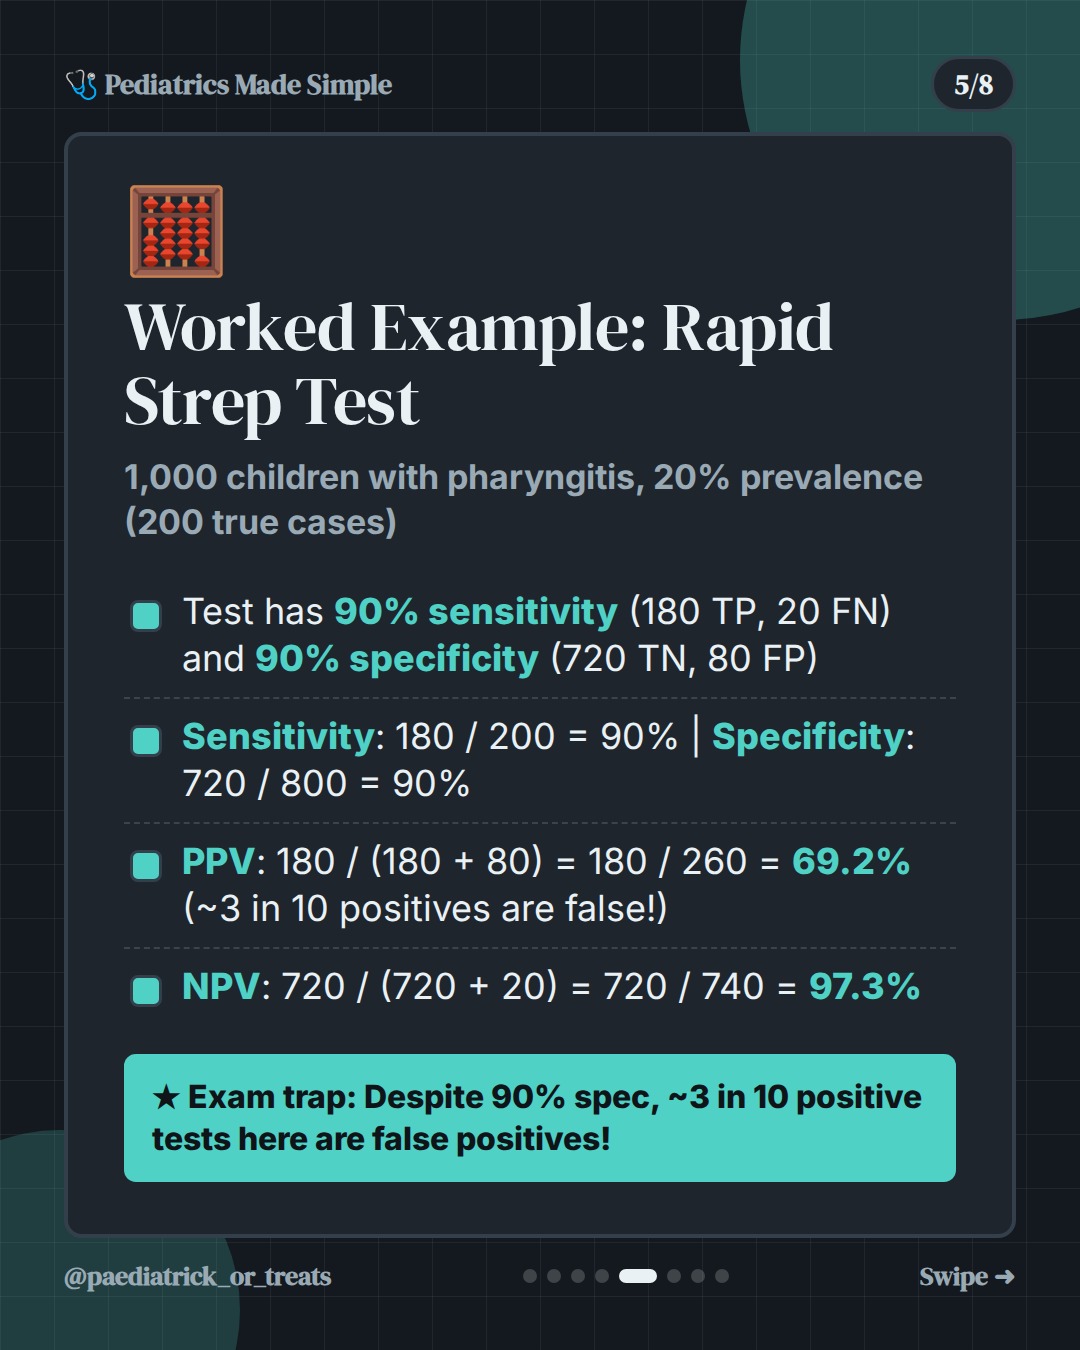 Pediatrics Made Simple
5/8
Worked Example: Rapid
Strep Test
1,000 children with pharyngitis, 20% prevalence
(200 true cases)
Test has 90% sensitivity (180 TP, 20 FN)
and 90% specificity (720 TN, 80 FP)
Sensitivity: 180 / 200 = 90% | Specificity:
720 / 800 = 90%
PPV: 180 / (180 + 80) = 180 / 260 = 69.2%
(~3 in 10 positives are false!)
NPV: 720 / (720 + 20) = 720 / 740 = 97.3%
★ Exam trap: Despite 90% spec, ~3 in 10 positive
tests here are false positives!
@paediatrick_or_treats
Swipe ➜